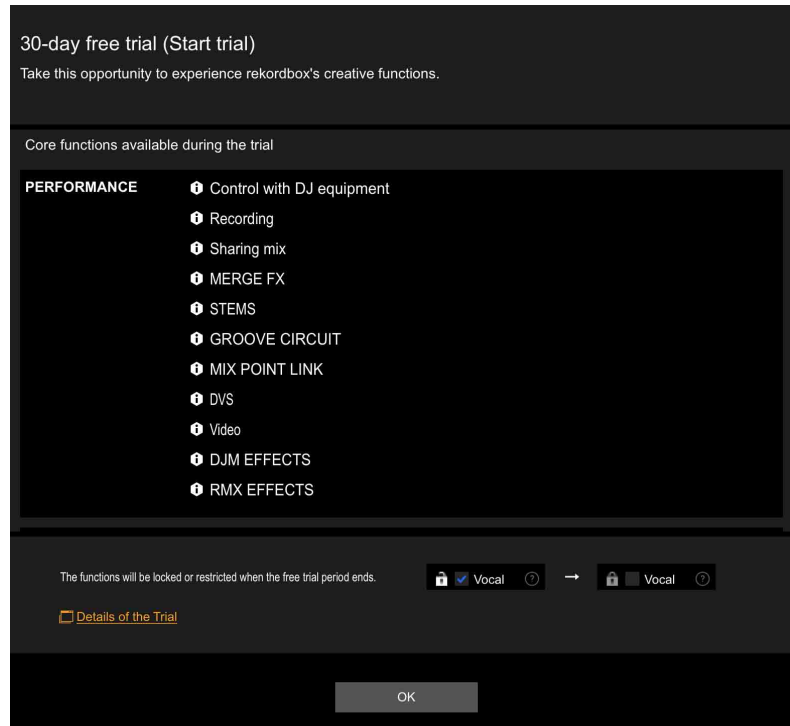 30-day free trial (Start trial)
Take this opportunity to experience rekordbox's creative functions.
Core functions available during the trial
PERFORMANCE
Control with DJ equipment
Recording
Sharing mix
MERGE FX
STEMS
GROOVE CIRCUIT
MIX POINT LINK
DVS
Video
DJM EFFECTS
RMX EFFECTS
The functions will be locked or restricted when the free trial period ends.
Vocal ? → Vocal ?
Details of the Trial
OK